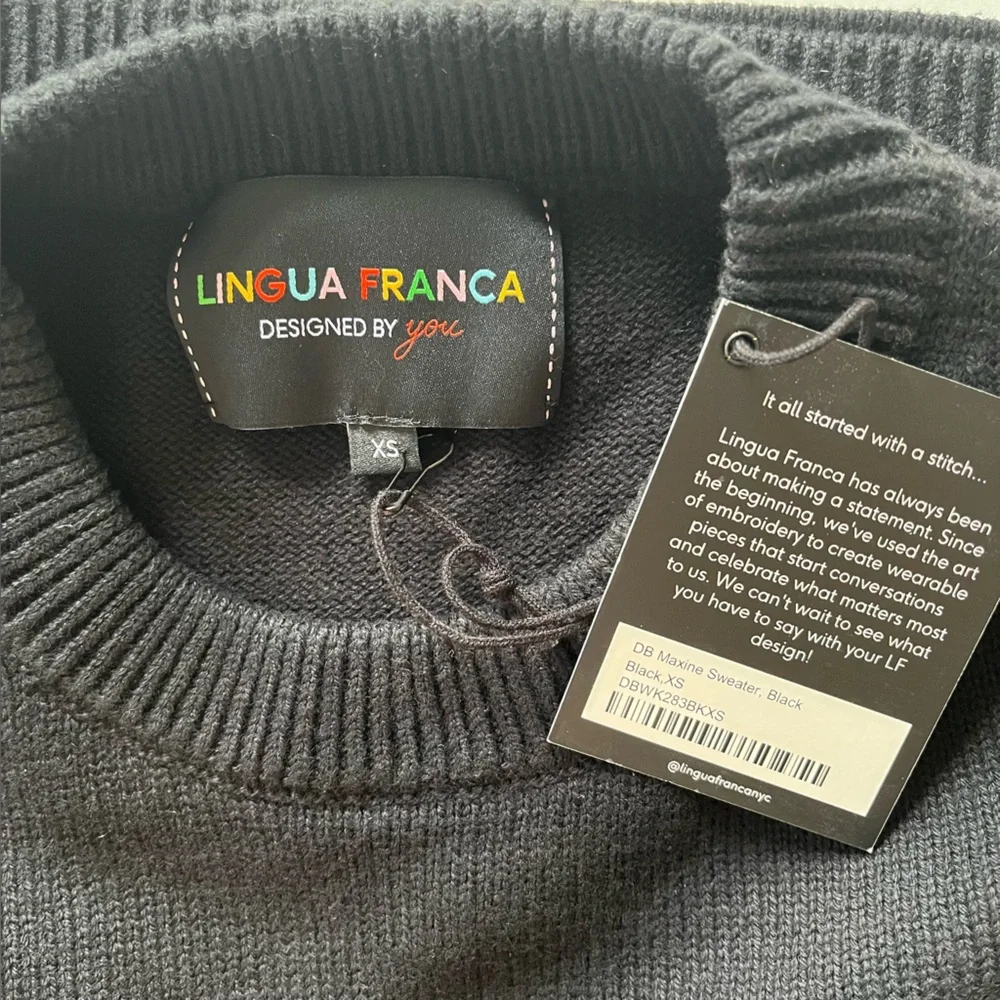 LINGUA FRANCA
DESIGNED BY you
XS
It all started with a stitch...
Lingua Franca has always been
about making a statement. Since
the beginning, we've used the art
of embroidery to create wearable
pieces that start conversations
and celebrate what matters most
to us. We can't wait to see what
you have to say with your LF
design!
DB Maxine Sweater, Black
Black,XS
DBWK283BKXS
@linguafrancanyc